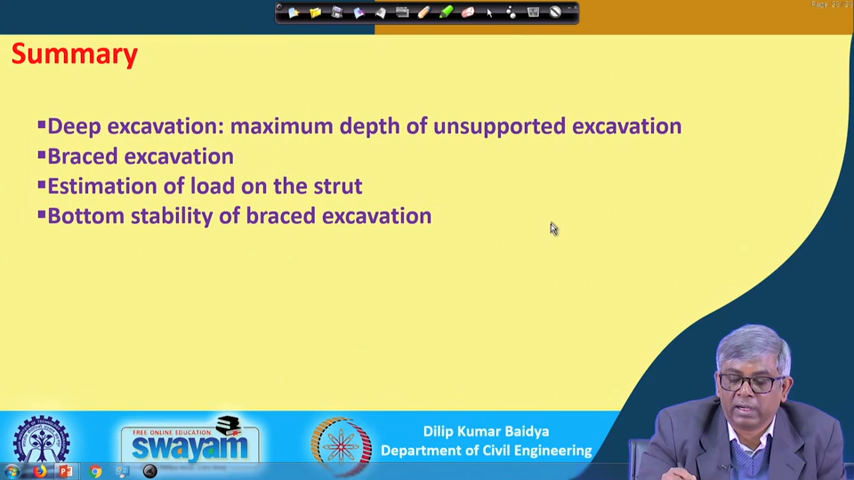 Summary
▪Deep excavation: maximum depth of unsupported excavation
▪Braced excavation
▪Estimation of load on the strut
▪Bottom stability of braced excavation
FREE ONLINE EDUCATION
swayam
Dilip Kumar Baidya
Department of Civil Engineering